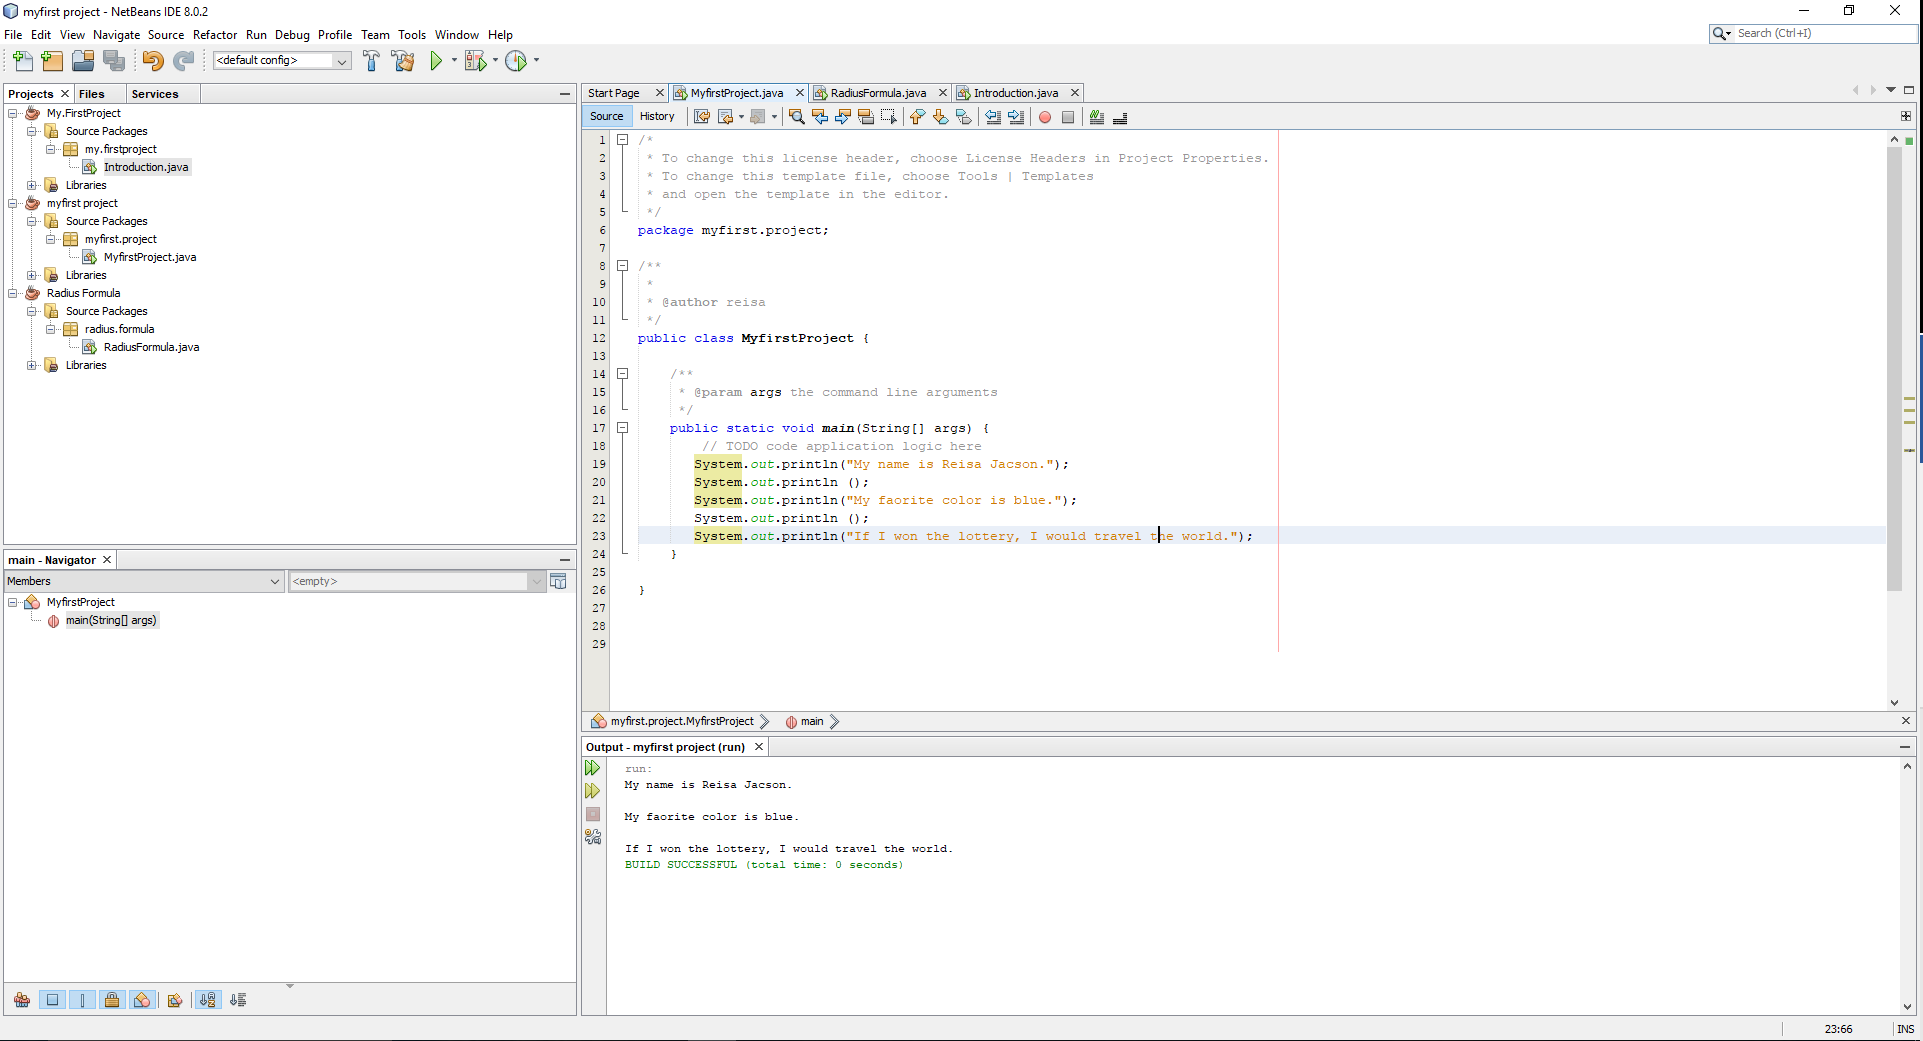 myfirst project - NetBeans IDE 8.0.2
File Edit View Navigate Source Refactor Run Debug Profile Team Tools Window Help
Search (Ctrl+I)
<default config>
Projects Files Services
My.FirstProject
Source Packages
my.firstproject
Introduction.java
Libraries
myfirst project
Source Packages
myfirst.project
MyfirstProject.java
Libraries
Radius Formula
Source Packages
radius.formula
RadiusFormula.java
Libraries
main - Navigator
Members <empty>
MyfirstProject
main(String[] args)
Start Page MyfirstProject.java RadiusFormula.java Introduction.java
Source History
1 /*
2 * To change this license header, choose License Headers in Project Properties.
3 * To change this template file, choose Tools | Templates
4 * and open the template in the editor.
5 */
6 package myfirst.project;
7
8 /**
9 *
10 * @author reisa
11 */
12 public class MyfirstProject {
13
14 /**
15 * @param args the command line arguments
16 */
17 public static void main(String[] args) {
18 // TODO code application logic here
19 System.out.println("My name is Reisa Jacson.");
20 System.out.println ();
21 System.out.println("My faorite color is blue.");
22 System.out.println ();
23 System.out.println("If I won the lottery, I would travel the world.");
24 }
25
26 }
27
28
29
myfirst.project.MyfirstProject main
Output - myfirst project (run)
run:
My name is Reisa Jacson.
My faorite color is blue.
If I won the lottery, I would travel the world.
BUILD SUCCESSFUL (total time: 0 seconds)
23:66 INS